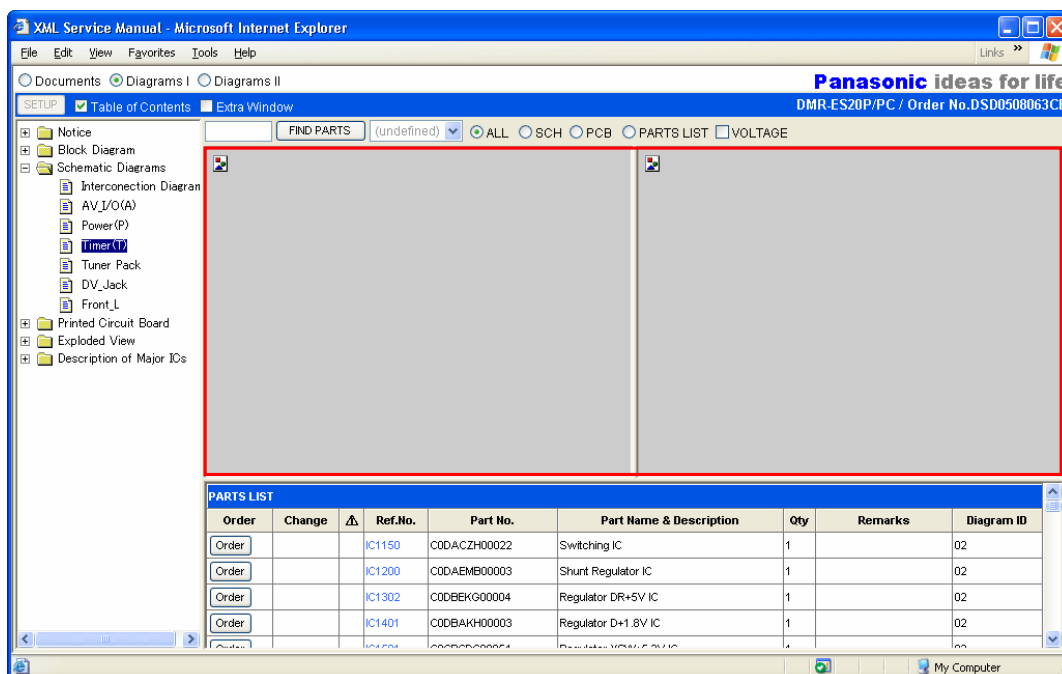 XML Service Manual - Microsoft Internet Explorer
File Edit View Favorites Tools Help Links »
Documents Diagrams I Diagrams II Panasonic ideas for life
SETUP Table of Contents Extra Window DMR-ES20P/PC / Order No.DSD0508063CE
FIND PARTS (undefined) ALL SCH PCB PARTS LIST VOLTAGE
Notice
Block Diagram
Schematic Diagrams
Interconection Diagram
AV_I/O(A)
Power(P)
Timer(T)
Tuner Pack
DV_Jack
Front_L
Printed Circuit Board
Exploded View
Description of Major ICs
PARTS LIST
Order Change Ref.No. Part No. Part Name & Description Qty Remarks Diagram ID
Order IC1150 C0DACZH00022 Switching IC 1 02
Order IC1200 C0DAEMB00003 Shunt Regulator IC 1 02
Order IC1302 C0DBEKG00004 Regulator DR+5V IC 1 02
Order IC1401 C0DBAKH00003 Regulator D+1.8V IC 1 02
My Computer